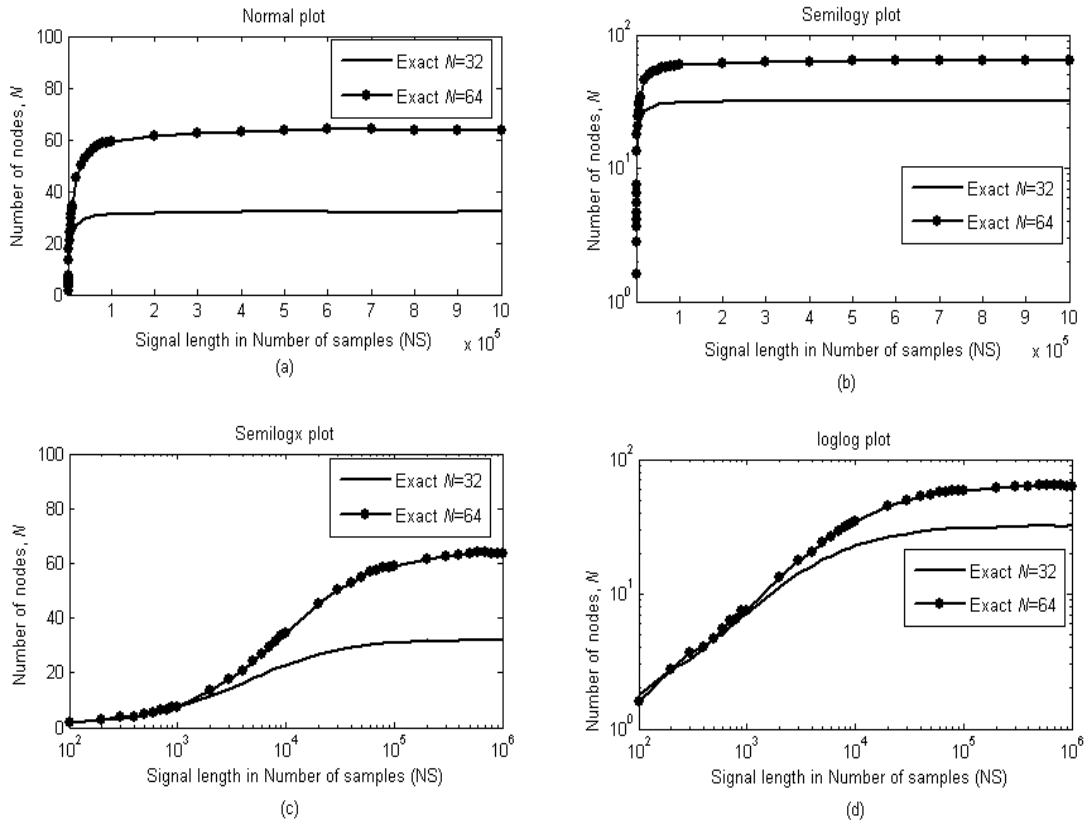 Normal plot
100
80
60
40
20
0
Number of nodes, N
Exact N=32
Exact N=64
1 2 3 4 5 6 7 8 9 10
Signal length in Number of samples (NS) x 10^5
(a)
Semilogy plot
10^2
10^1
10^0
Number of nodes, N
Exact N=32
Exact N=64
1 2 3 4 5 6 7 8 9 10
Signal length in Number of samples (NS) x 10^5
(b)
Semilogx plot
100
80
60
40
20
0
Number of nodes, N
Exact N=32
Exact N=64
10^2 10^3 10^4 10^5 10^6
Signal length in Number of samples (NS)
(c)
loglog plot
10^2
10^1
10^0
Number of nodes, N
Exact N=32
Exact N=64
10^2 10^3 10^4 10^5 10^6
Signal length in Number of samples (NS)
(d)